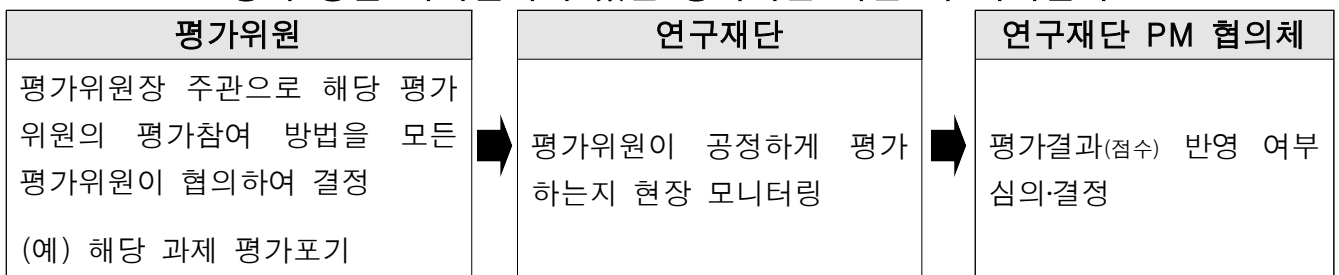 평가위원
평가위원장 주관으로 해당 평가
위원의 평가참여 방법을 모든
평가위원이 협의하여 결정
(예) 해당 과제 평가포기
연구재단
평가위원이 공정하게 평가
하는지 현장 모니터링
연구재단 PM 협의체
평가결과(점수) 반영 여부
심의·결정